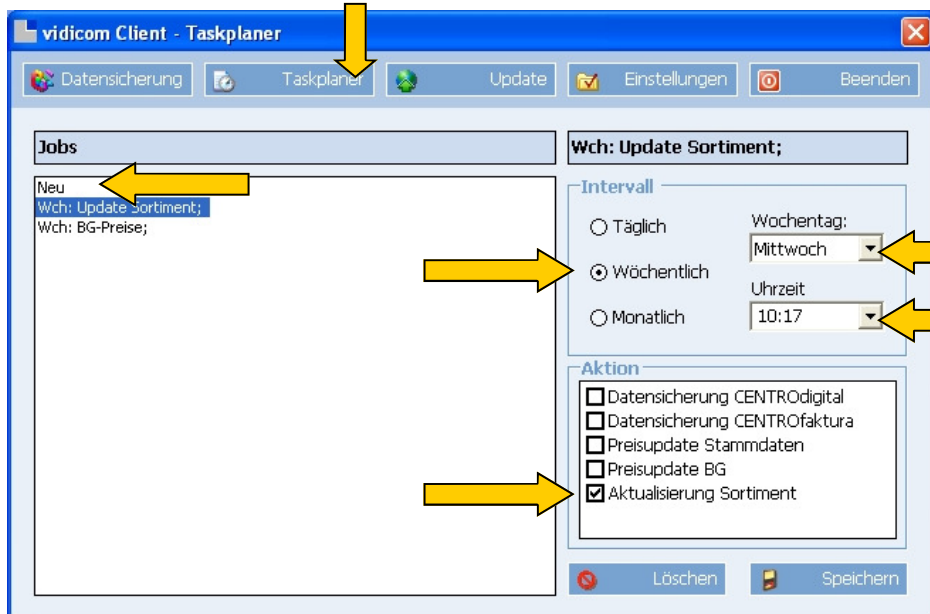 vidicom Client - Taskplaner
Datensicherung Taskplaner Update Einstellungen Beenden
Jobs
Neu
Wch: Update Sortiment;
Wch: BG-Preise;
Wch: Update Sortiment;
Intervall
Täglich
Wöchentlich
Monatlich
Wochentag:
Mittwoch
Uhrzeit
10:17
Aktion
Datensicherung CENTROdigital
Datensicherung CENTROfaktura
Preisupdate Stammdaten
Preisupdate BG
Aktualisierung Sortiment
Löschen Speichern